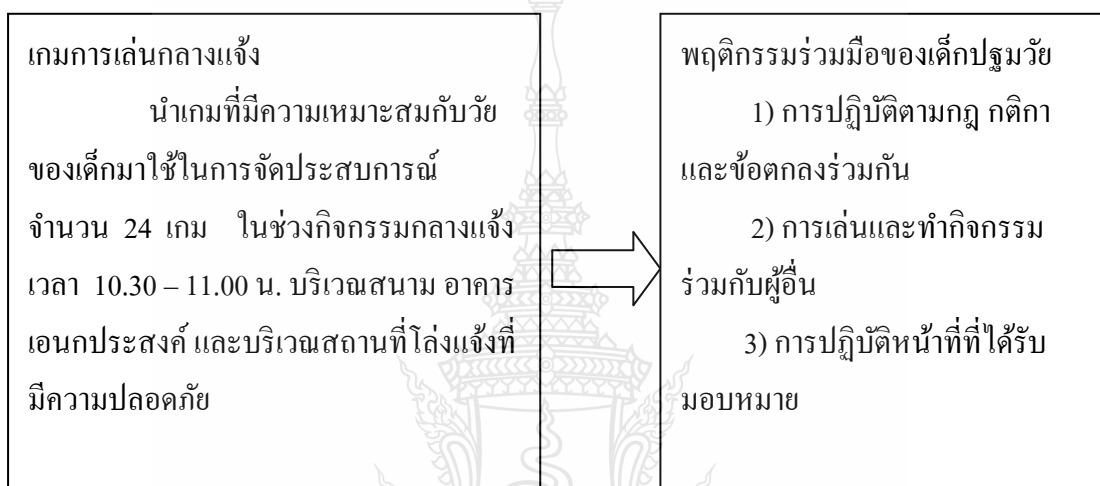 เกมการเล่นกลางแจ้ง
นำเกมที่มีความเหมาะสมกับวัย
ของเด็กมาใช้ในการจัดประสบการณ์
จำนวน 24 เกม ในช่วงกิจกรรมกลางแจ้ง
เวลา 10.30 – 11.00 น. บริเวณสนาม อาคาร
เอนกประสงค์ และบริเวณสถานที่โล่งแจ้งที่
มีความปลอดภัย
พฤติกรรมร่วมมือของเด็กปฐมวัย
1) การปฏิบัติตามกฎ กติกา
และข้อตกลงร่วมกัน
2) การเล่นและทำกิจกรรม
ร่วมกับผู้อื่น
3) การปฏิบัติหน้าที่ที่ได้รับ
มอบหมาย